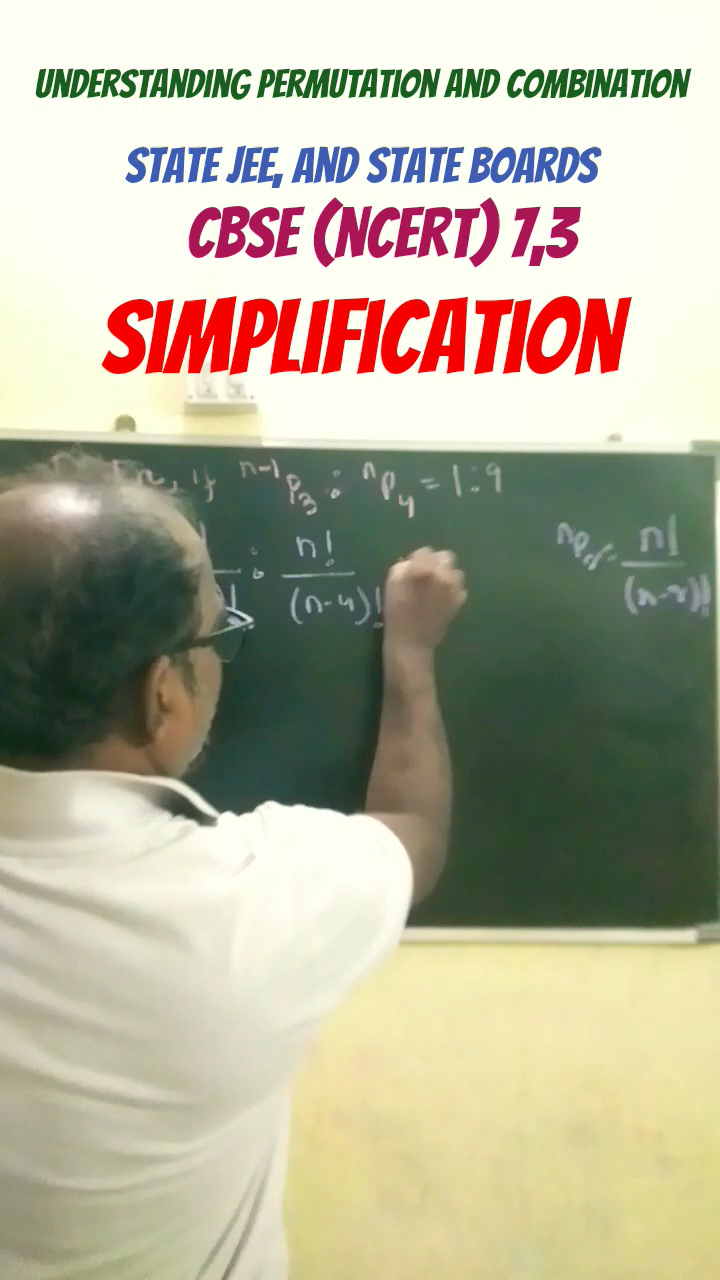 UNDERSTANDING PERMUTATION AND COMBINATION
STATE JEE, AND STATE BOARDS
CBSE (NCERT) 7,3
SIMPLIFICATION
if ⁿ⁻¹P₃ : ⁿP₄ = 1:9
: n!/(n-4)!
ⁿPᵣ = n!/(n-r)!